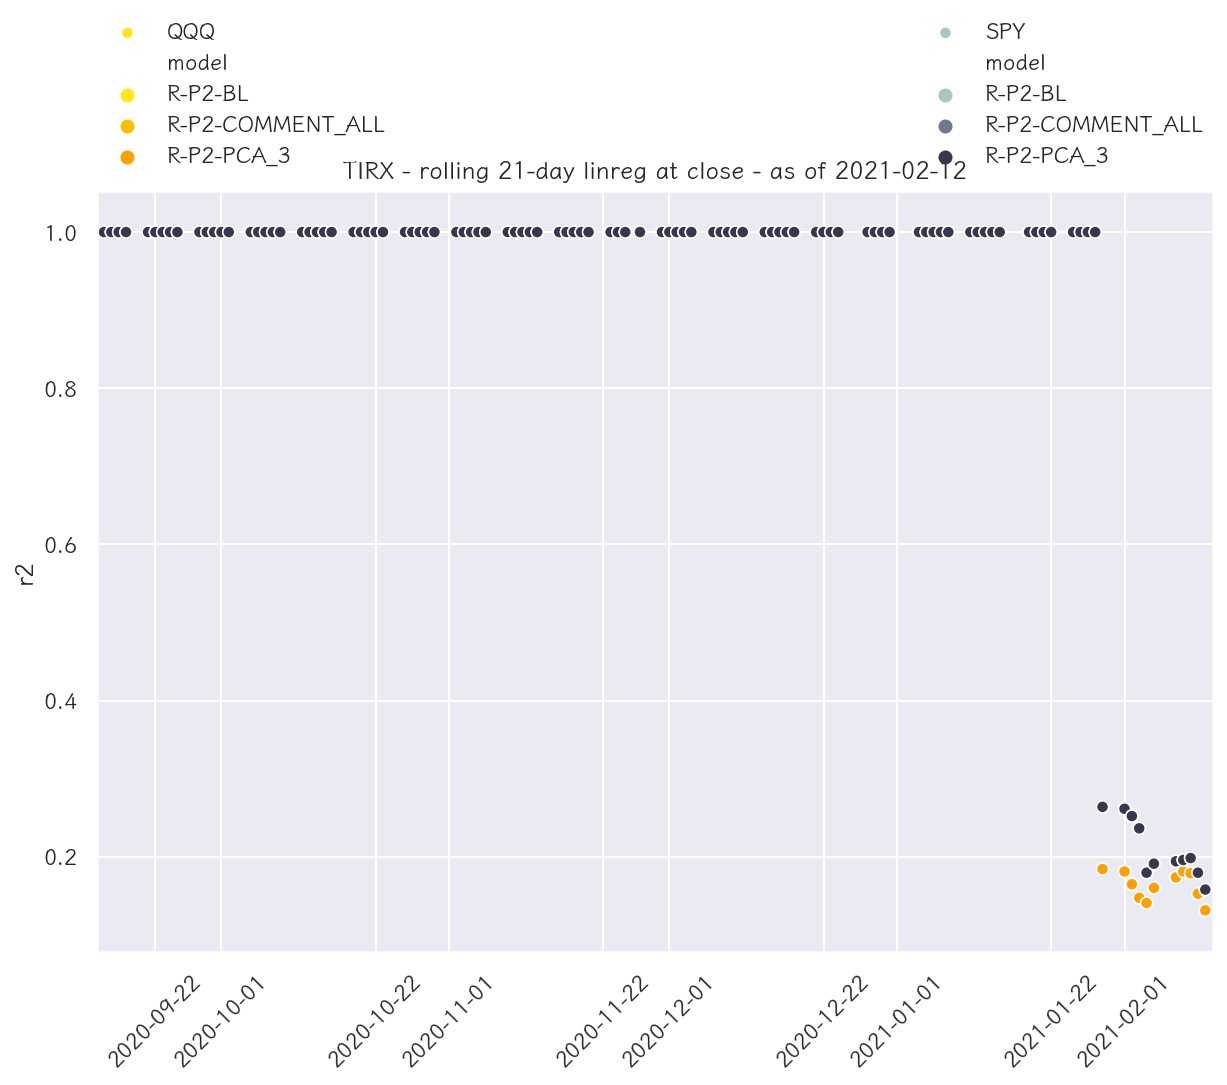 QQQ
model
R-P2-BL
R-P2-COMMENT_ALL
R-P2-PCA_3
SPY
model
R-P2-BL
R-P2-COMMENT_ALL
R-P2-PCA_3
TIRX - rolling 21-day linreg at close - as of 2021-02-12
r2
1.0
0.8
0.6
0.4
0.2
2020-09-22
2020-10-01
2020-10-22
2020-11-01
2020-11-22
2020-12-01
2020-12-22
2021-01-01
2021-01-22
2021-02-01